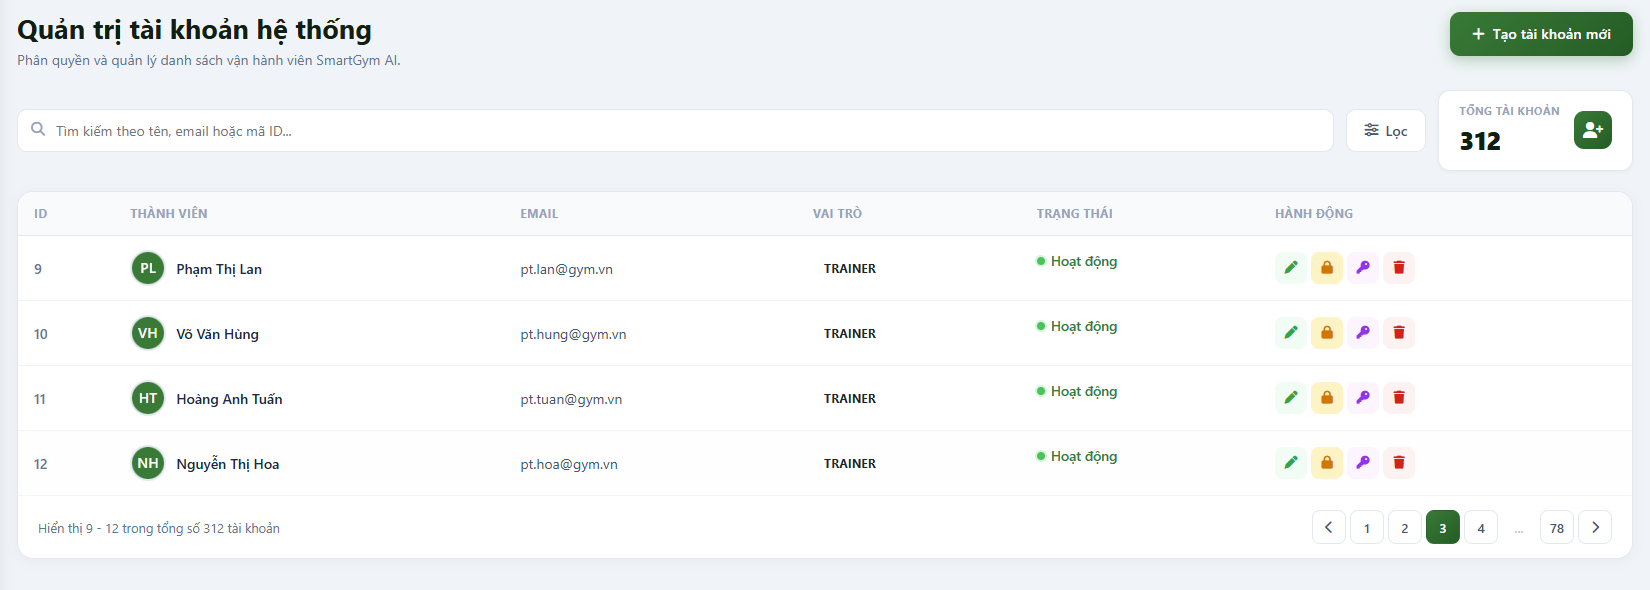 Quản trị tài khoản hệ thống
Phân quyền và quản lý danh sách vận hành viên SmartGym AI.
+ Tạo tài khoản mới
Tìm kiếm theo tên, email hoặc mã ID...
Lọc
TỔNG TÀI KHOẢN
312
ID THÀNH VIÊN EMAIL VAI TRÒ TRẠNG THÁI HÀNH ĐỘNG
9 PL Phạm Thị Lan pt.lan@gym.vn TRAINER Hoạt động
10 VH Võ Văn Hùng pt.hung@gym.vn TRAINER Hoạt động
11 HT Hoàng Anh Tuấn pt.tuan@gym.vn TRAINER Hoạt động
12 NH Nguyễn Thị Hoa pt.hoa@gym.vn TRAINER Hoạt động
Hiển thị 9 - 12 trong tổng số 312 tài khoản
1 2 3 4 ... 78